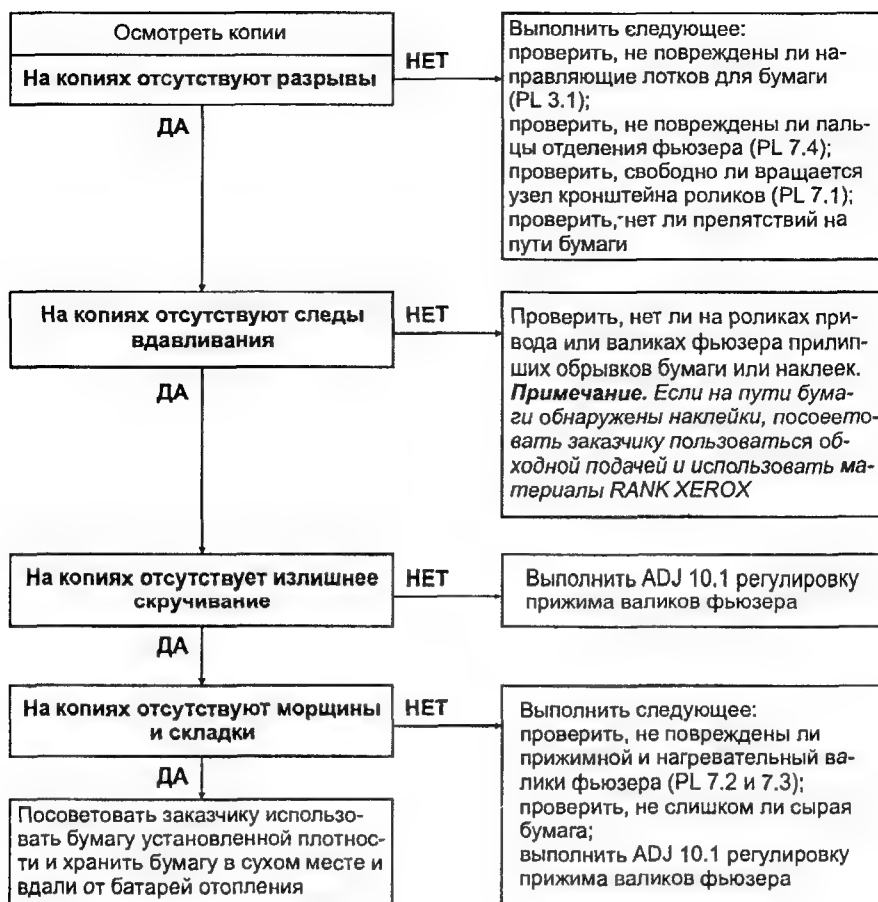 Осмотреть копии
На копиях отсутствуют разрывы
НЕТ
Выполнить следующее:
проверить, не повреждены ли на-
правляющие лотков для бумаги
(PL 3.1);
проверить, не повреждены ли паль-
цы отделения фьюзера (PL 7.4);
проверить, свободно ли вращается
узел кронштейна роликов (PL 7.1);
проверить, нет ли препятствий на
пути бумаги
ДА
На копиях отсутствуют следы
вдавливания
НЕТ
Проверить, нет ли на роликах при-
вода или валиках фьюзера прилип-
ших обрывков бумаги или наклеек.
Примечание. Если на пути бума-
ги обнаружены наклейки, посовето-
вать заказчику пользоваться об-
ходной подачей и использовать ма-
териалы RANK XEROX
ДА
На копиях отсутствует излишнее
скручивание
НЕТ
Выполнить ADJ 10.1 регулировку
прижима валиков фьюзера
ДА
На копиях отсутствуют морщины
и складки
НЕТ
Выполнить следующее:
проверить, не повреждены ли
прижимной и нагревательный ва-
лики фьюзера (PL 7.2 и 7.3);
проверить, не слишком ли сырая
бумага;
выполнить ADJ 10.1 регулировку
прижима валиков фьюзера
ДА
Посоветовать заказчику использо-
вать бумагу установленной плотнос-
ти и хранить бумагу в сухом месте и
вдали от батарей отопления